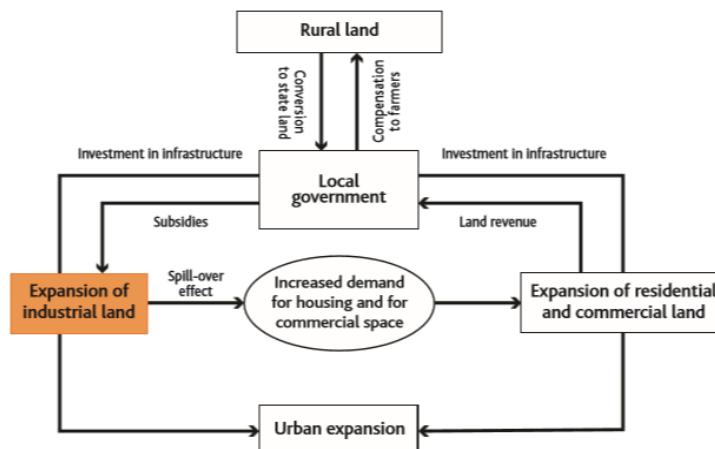 Rural land
Conversion
to state land
Compensation
to farmers
Investment in infrastructure
Investment in infrastructure
Local
government
Subsidies
Land revenue
Expansion of
industrial land
Spill-over
effect
Increased demand
for housing and for
commercial space
Expansion of residential
and commercial land
Urban expansion